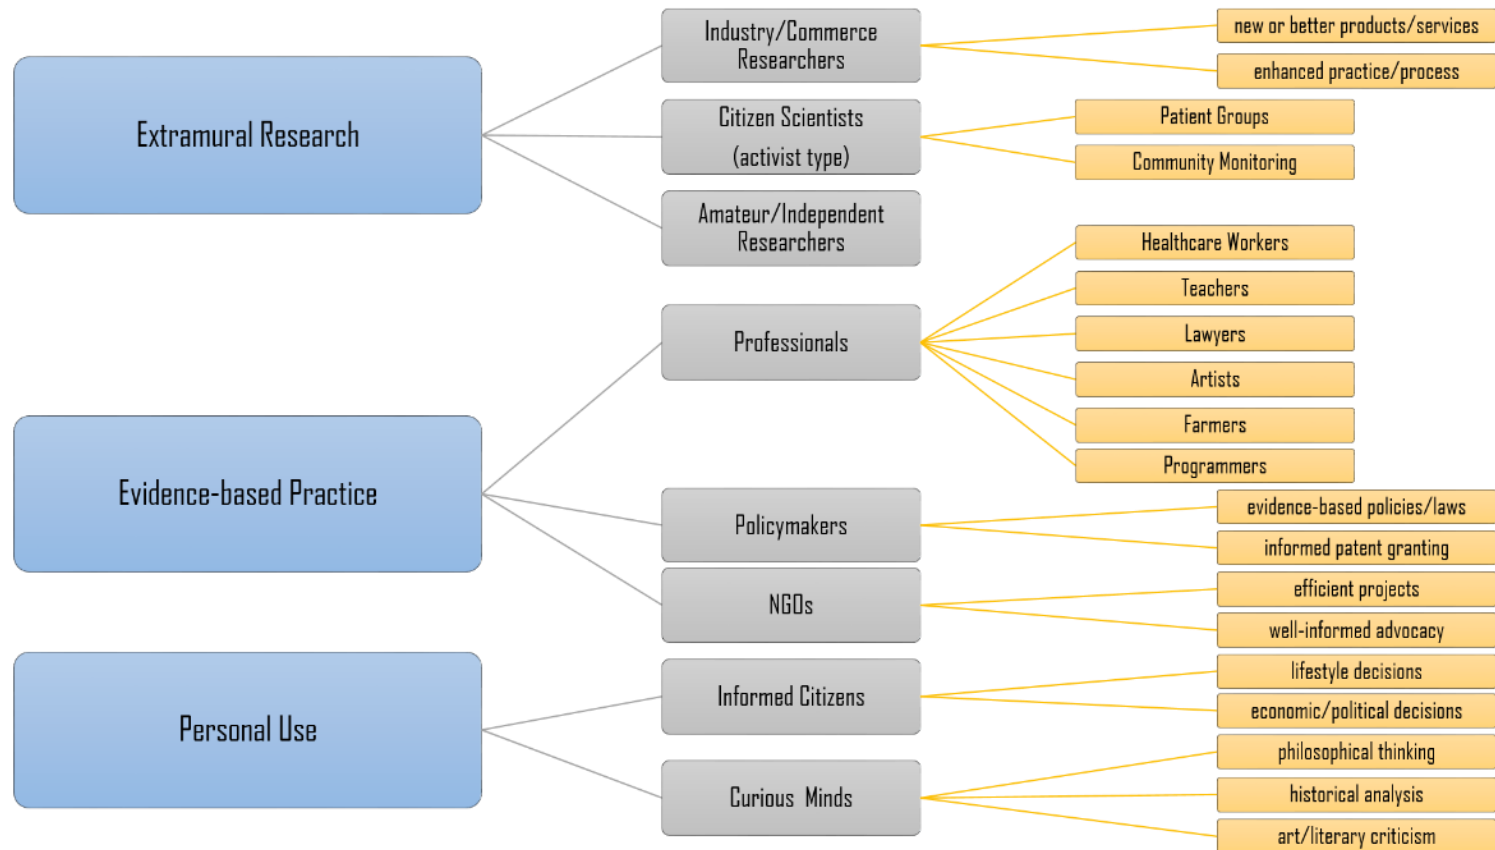 Extramural Research
Industry/Commerce
Researchers
new or better products/services
enhanced practice/process
Citizen Scientists
(activist type)
Patient Groups
Community Monitoring
Amateur/Independent
Researchers
Evidence-based Practice
Professionals
Healthcare Workers
Teachers
Lawyers
Artists
Farmers
Programmers
Policymakers
evidence-based policies/laws
informed patent granting
NGOs
efficient projects
well-informed advocacy
Personal Use
Informed Citizens
lifestyle decisions
economic/political decisions
Curious Minds
philosophical thinking
historical analysis
art/literary criticism